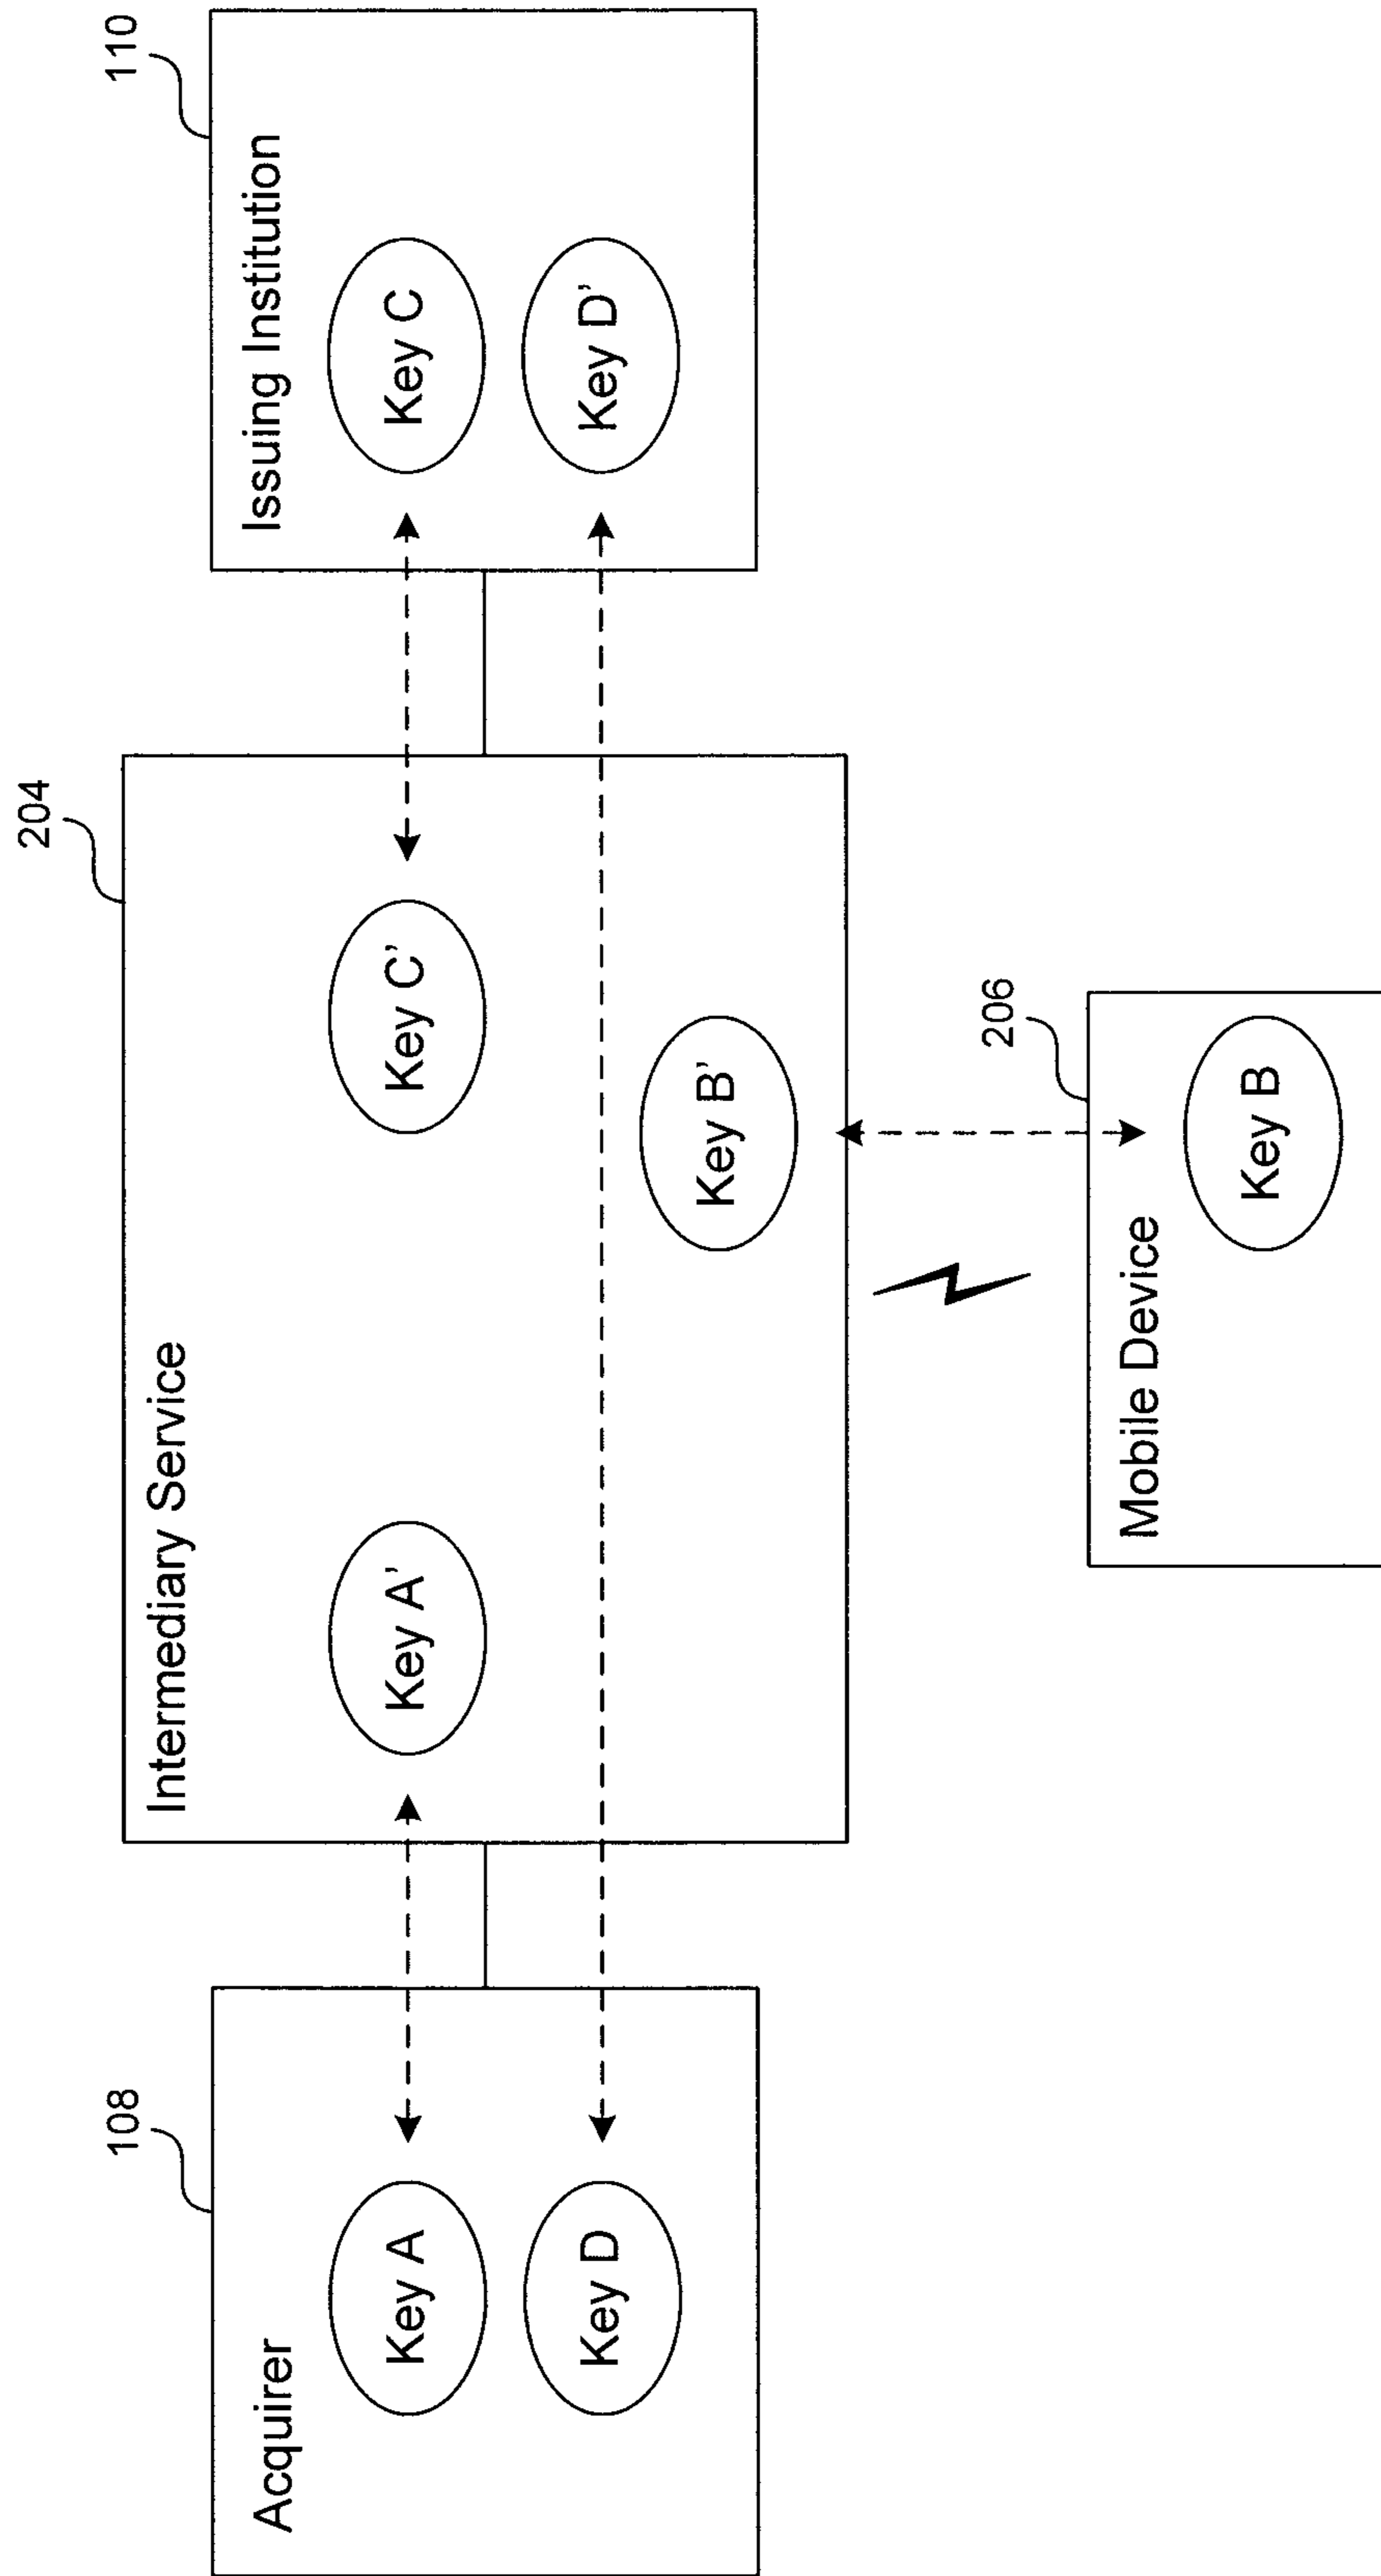 108
Acquirer
Key A
Key D
204
Intermediary Service
Key A’
Key C’
Key B’
110
Issuing Institution
Key C
Key D’
206
Mobile Device
Key B